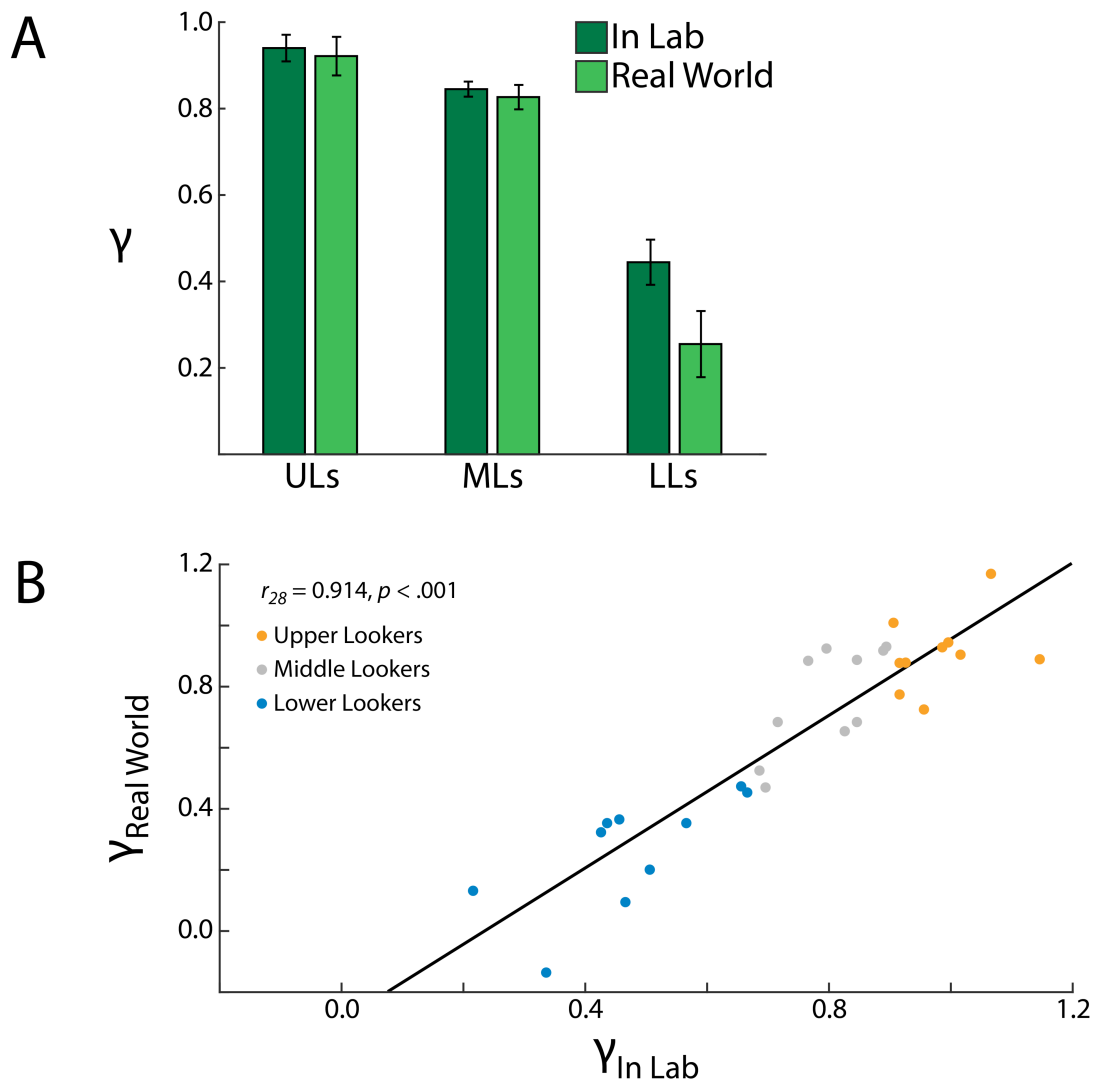 A
1.0
0.8
0.6
0.4
0.2
γ
In Lab
Real World
ULs
MLs
LLs
B
1.2
0.8
0.4
0.0
γReal World
r28 = 0.914, p < .001
Upper Lookers
Middle Lookers
Lower Lookers
0.0
0.4
0.8
1.2
γIn Lab